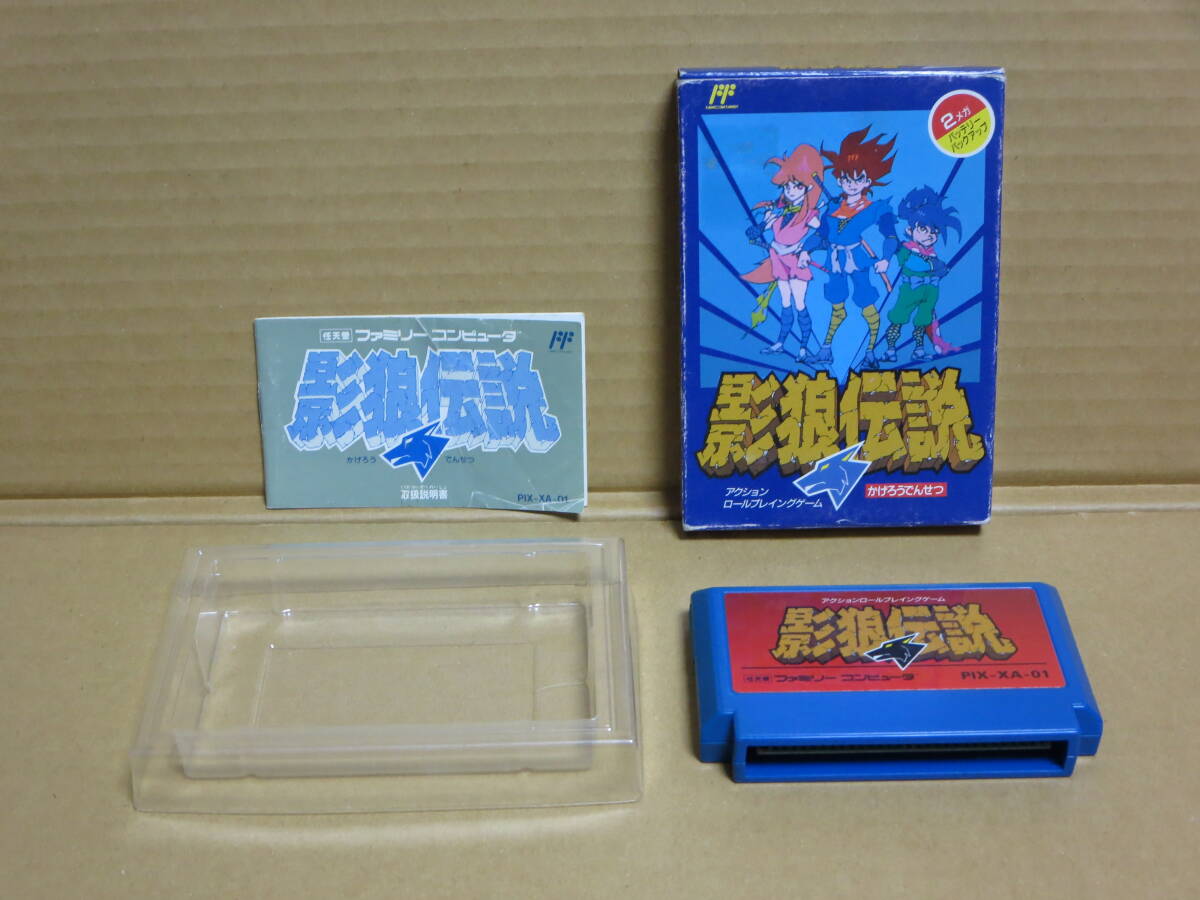 任天堂 ファミリー コンピュータ™
影狼伝説
かげろう でんせつ
取扱説明書
PIX-XA-01
2メガ
バッテリー
バックアップ
影狼伝説
アクション
ロールプレイングゲーム
かげろうでんせつ
アクションロールプレイングゲーム
影狼伝説
任天堂 ファミリー コンピュータ
PIX-XA-01